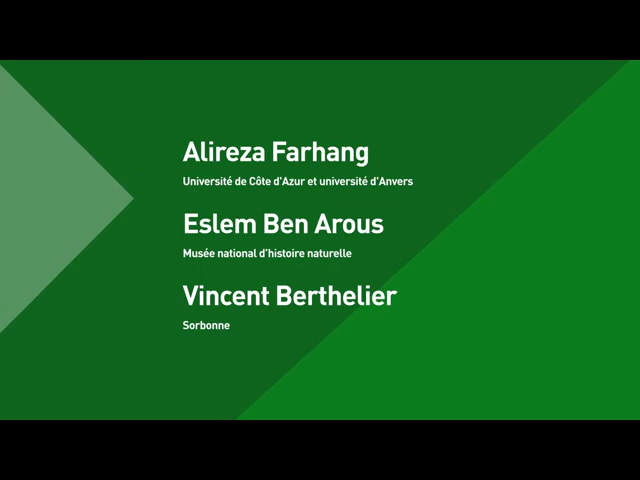 Alireza Farhang
Université de Côte d'Azur et université d'Anvers
Eslem Ben Arous
Musée national d'histoire naturelle
Vincent Berthelier
Sorbonne